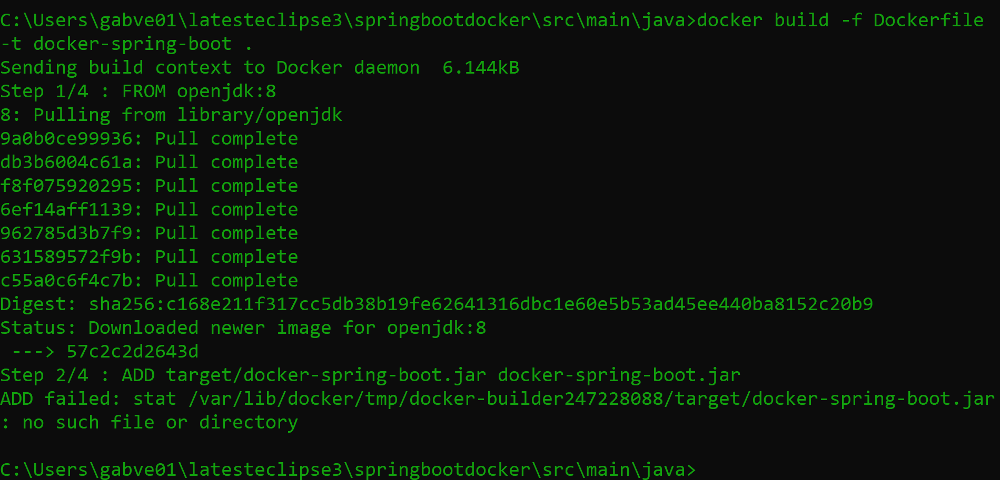 C:\Users\gabve01\latesteclipse3\springbootdocker\src\main\java>docker build -f Dockerfile
-t docker-spring-boot .
Sending build context to Docker daemon  6.144kB
Step 1/4 : FROM openjdk:8
8: Pulling from library/openjdk
9a0b0ce99936: Pull complete
db3b6004c61a: Pull complete
f8f075920295: Pull complete
6ef14aff1139: Pull complete
962785d3b7f9: Pull complete
631589572f9b: Pull complete
c55a0c6f4c7b: Pull complete
Digest: sha256:c168e211f317cc5db38b19fe62641316dbc1e60e5b53ad45ee440ba8152c20b9
Status: Downloaded newer image for openjdk:8
 ---> 57c2c2d2643d
Step 2/4 : ADD target/docker-spring-boot.jar docker-spring-boot.jar
ADD failed: stat /var/lib/docker/tmp/docker-builder247228088/target/docker-spring-boot.jar
: no such file or directory
C:\Users\gabve01\latesteclipse3\springbootdocker\src\main\java>